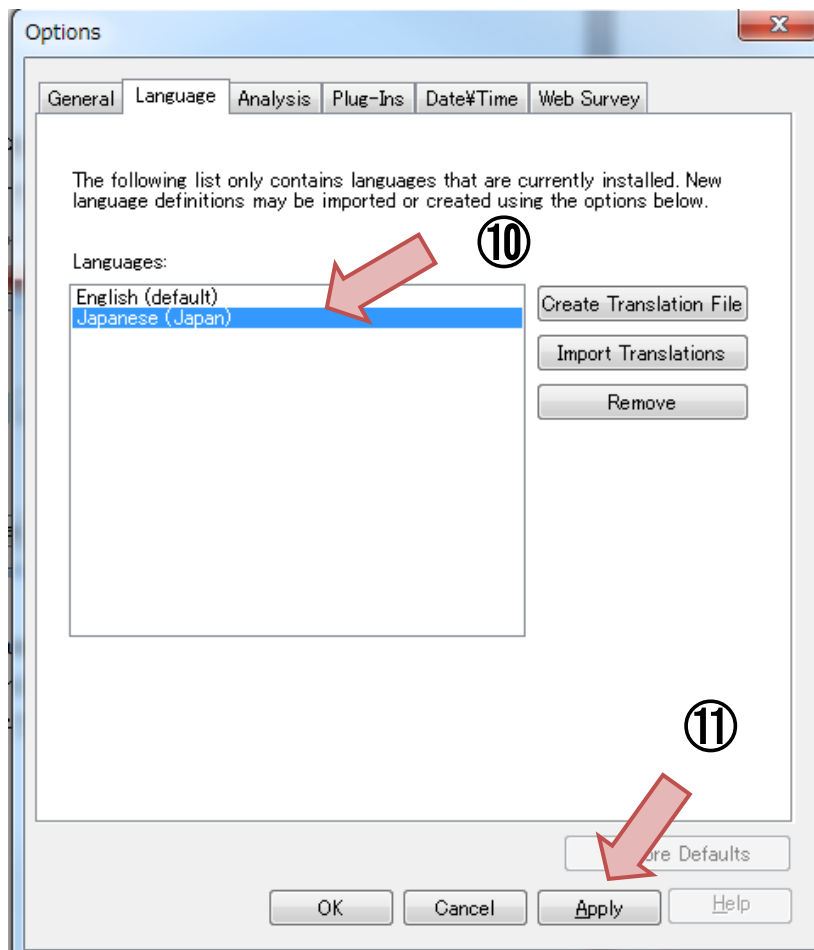 Options
General Language Analysis Plug-Ins Date¥Time Web Survey
The following list only contains languages that are currently installed. New
language definitions may be imported or created using the options below.
⑩
Languages:
English (default)
Japanese (Japan)
Create Translation File
Import Translations
Remove
⑪
Defaults
OK Cancel Apply Help